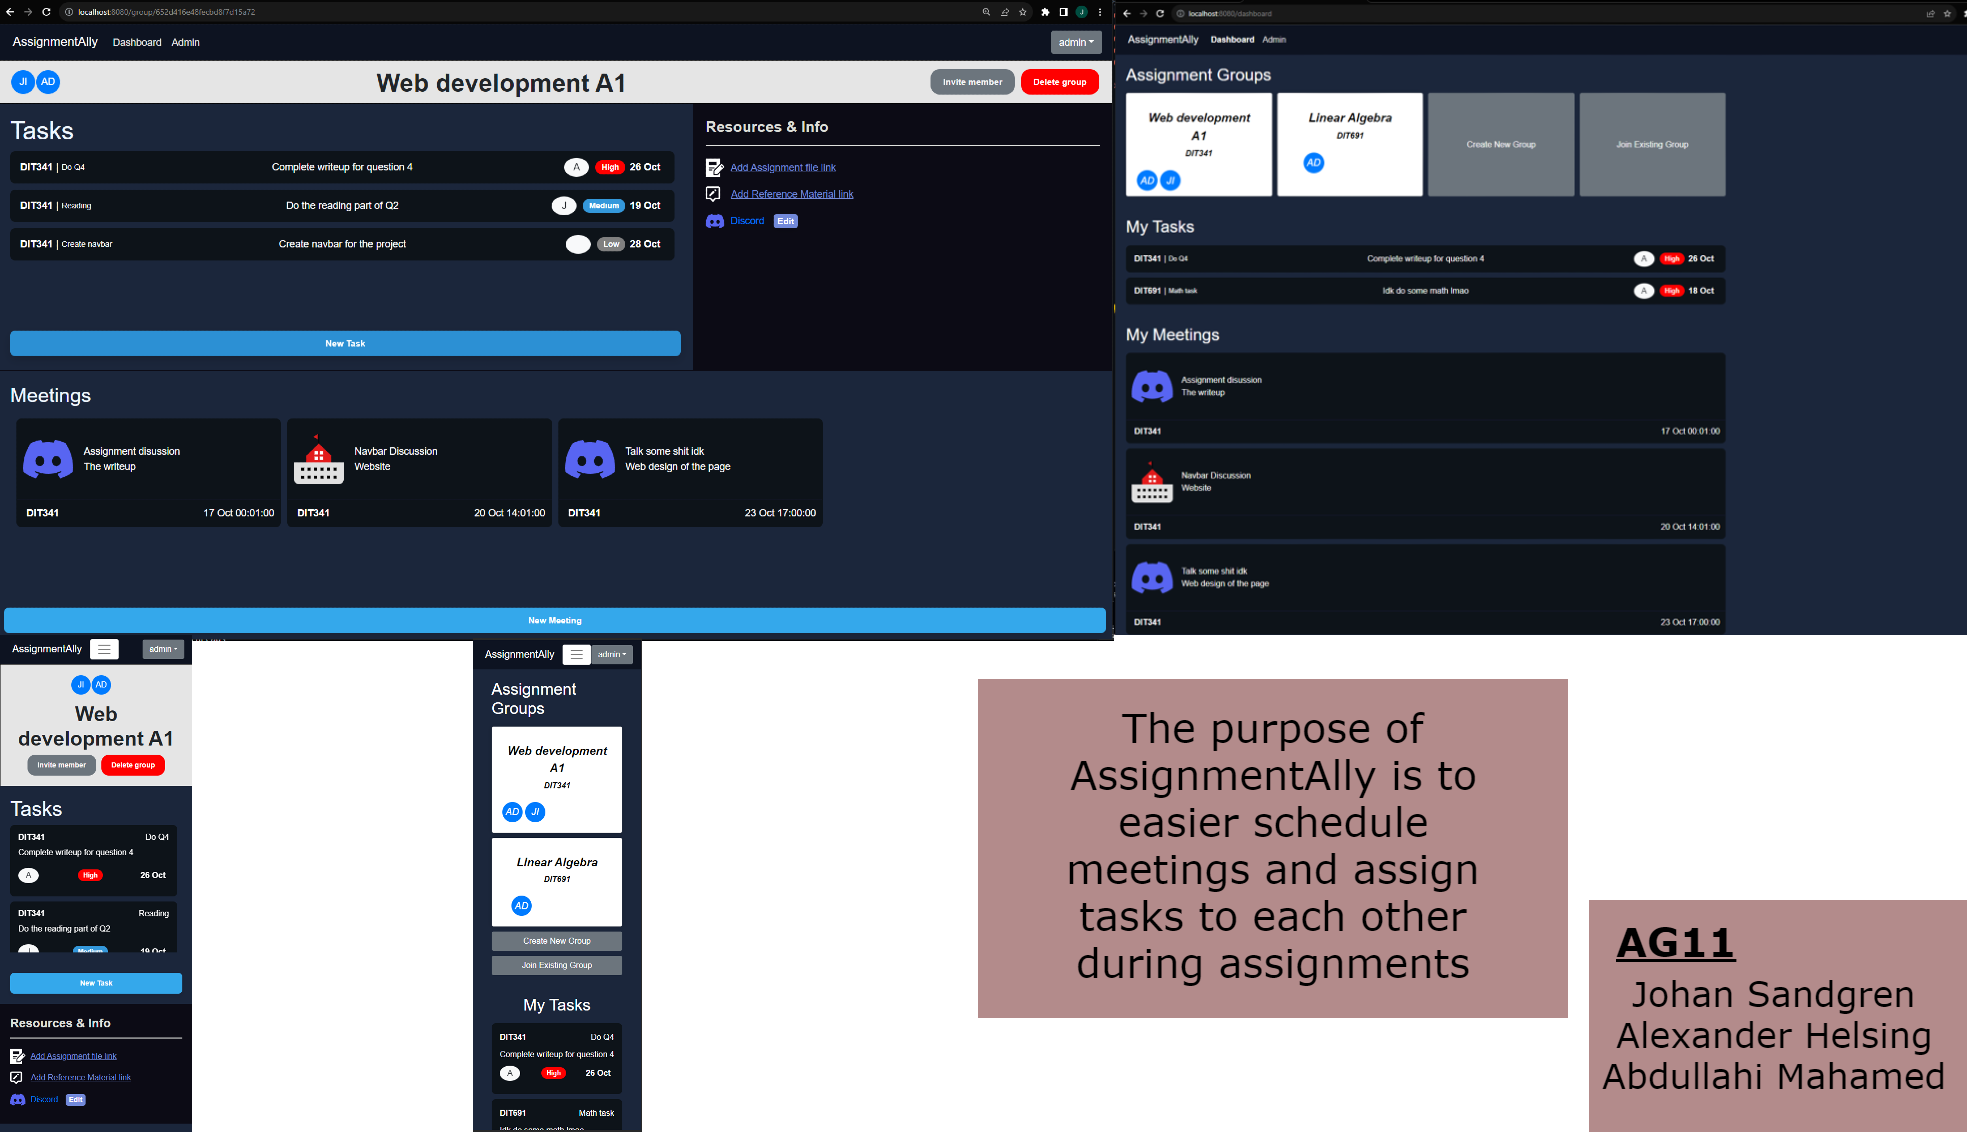 localhost:8080/group/652d416e48fecbd8f7d15a72
AssignmentAlly Dashboard Admin
admin
JI AD
Web development A1
Invite member Delete group
Tasks
DIT341 | Do Q4 Complete writeup for question 4 A High 26 Oct
DIT341 | Reading Do the reading part of Q2 J Medium 19 Oct
DIT341 | Create navbar Create navbar for the project Low 28 Oct
New Task
Resources & Info
Add Assignment file link
Add Reference Material link
Discord Edit
Meetings
Assignment disussion
The writeup
DIT341 17 Oct 00:01:00
Navbar Discussion
Website
DIT341 20 Oct 14:01:00
Talk some shit idk
Web design of the page
DIT341 23 Oct 17:00:00
New Meeting
localhost:8080/dashboard
AssignmentAlly Dashboard Admin
Assignment Groups
Web development
A1
DIT341
AD JI
Linear Algebra
DIT691
AD
Create New Group
Join Existing Group
My Tasks
DIT341 | Do Q4 Complete writeup for question 4 A High 26 Oct
DIT691 | Math task Idk do some math lmao A High 18 Oct
My Meetings
Assignment disussion
The writeup
DIT341 17 Oct 00:01:00
Navbar Discussion
Website
DIT341 20 Oct 14:01:00
Talk some shit idk
Web design of the page
DIT341 23 Oct 17:00:00
AssignmentAlly admin
JI AD
Web
development A1
Invite member Delete group
Tasks
DIT341 Do Q4
Complete writeup for question 4
A High 26 Oct
DIT341 Reading
Do the reading part of Q2
Medium 19 Oct
New Task
Resources & Info
Add Assignment file link
Add Reference Material link
Discord Edit
AssignmentAlly admin
Assignment
Groups
Web development
A1
DIT341
AD JI
Linear Algebra
DIT691
AD
Create New Group
Join Existing Group
My Tasks
DIT341 Do Q4
Complete writeup for question 4
A High 26 Oct
DIT691 Math task
Idk do some math lmao
The purpose of
AssignmentAlly is to
easier schedule
meetings and assign
tasks to each other
during assignments
AG11
Johan Sandgren
Alexander Helsing
Abdullahi Mahamed